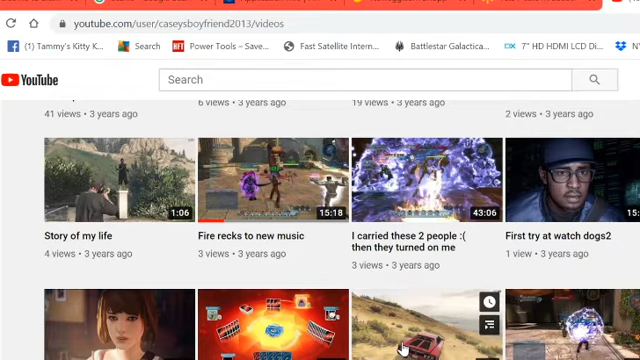 youtube.com/user/caseysboyfriend2013/videos
() Tammy's Kitty K...
Search
Power Tools – Save...
Fast Satellite Intern...
Battlestar Galactica...
7" HD HDMI LCD Di...
YouTube
Search
41 views • 3 years ago
6 views • 3 years ago
19 views • 3 years ago
2 views • 3 years ago
1:06
15:18
43:06
Story of my life
4 views • 3 years ago
Fire recks to new music
3 views • 3 years ago
I carried these 2 people :(
then they turned on me
3 views • 3 years ago
First try at watch dogs2
1 view • 3 years ago